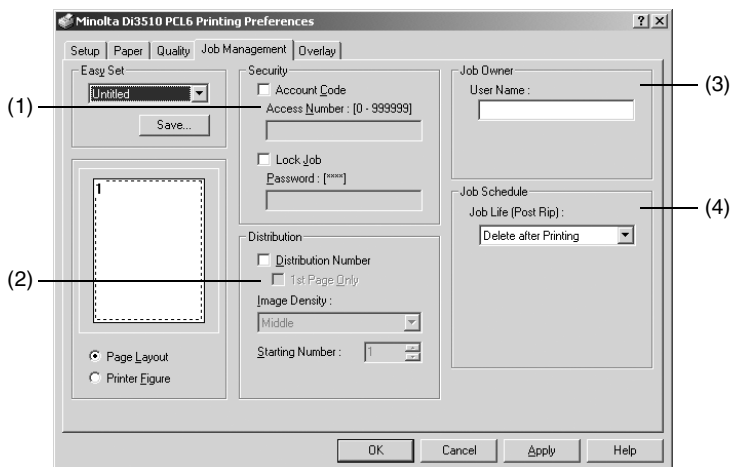 Minolta Di3510 PCL6 Printing Preferences
Setup Paper Quality Job Management Overlay
Easy Set
Untitled
Save...
1
Page Layout
Printer Figure
(1)
(2)
Security
Account Code
Access Number : [0 - 999999]
Lock Job
Password : [****]
Distribution
Distribution Number
1st Page Only
Image Density :
Middle
Starting Number : 1
Job Owner
User Name :
(3)
Job Schedule
Job Life (Post Rip) :
Delete after Printing
(4)
OK Cancel Apply Help